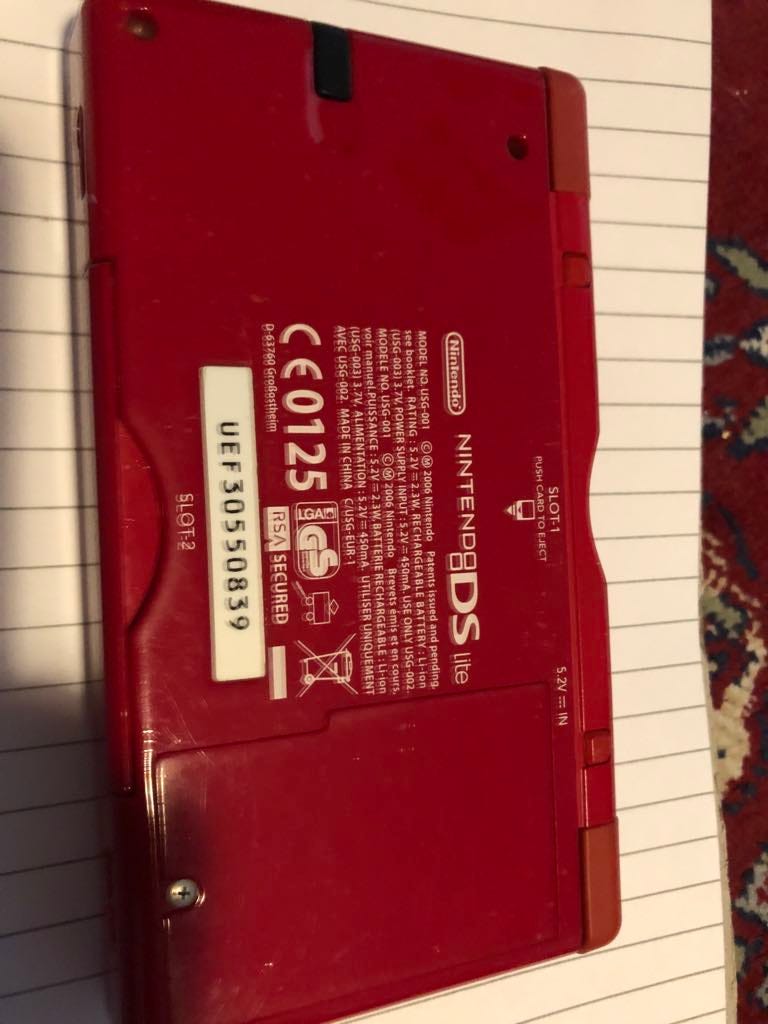 SLOT-1
PUSH CARD TO EJECT
5.2V ⎓ IN
Nintendo
NINTENDO DS Lite
MODEL NO. USG-001 ©Ⓜ 2006 Nintendo Patents issued and pending.
see booklet. RATING : 5.2V ⎓ 2.3W, RECHARGEABLE BATTERY : Li-ion
(USG-003) 3.7V, POWER SUPPLY INPUT : 5.2V ⎓ 450mA. USE ONLY USG-002.
MODELE NO. USG-001 ©Ⓜ 2006 Nintendo Brevets émis et en cours,
voir manuel. PUISSANCE : 5.2V ⎓ 2.3W, BATTERIE RECHARGEABLE : Li-ion
(USG-003) 3.7V, ALIMENTATION : 5.2V ⎓ 450mA. UTILISER UNIQUEMENT
AVEC USG-002. MADE IN CHINA C/USG-EUR-1
CE0125
LGAI
GS
RSA SECURED
D-63760 Großostheim
UEF30550839
SLOT-2